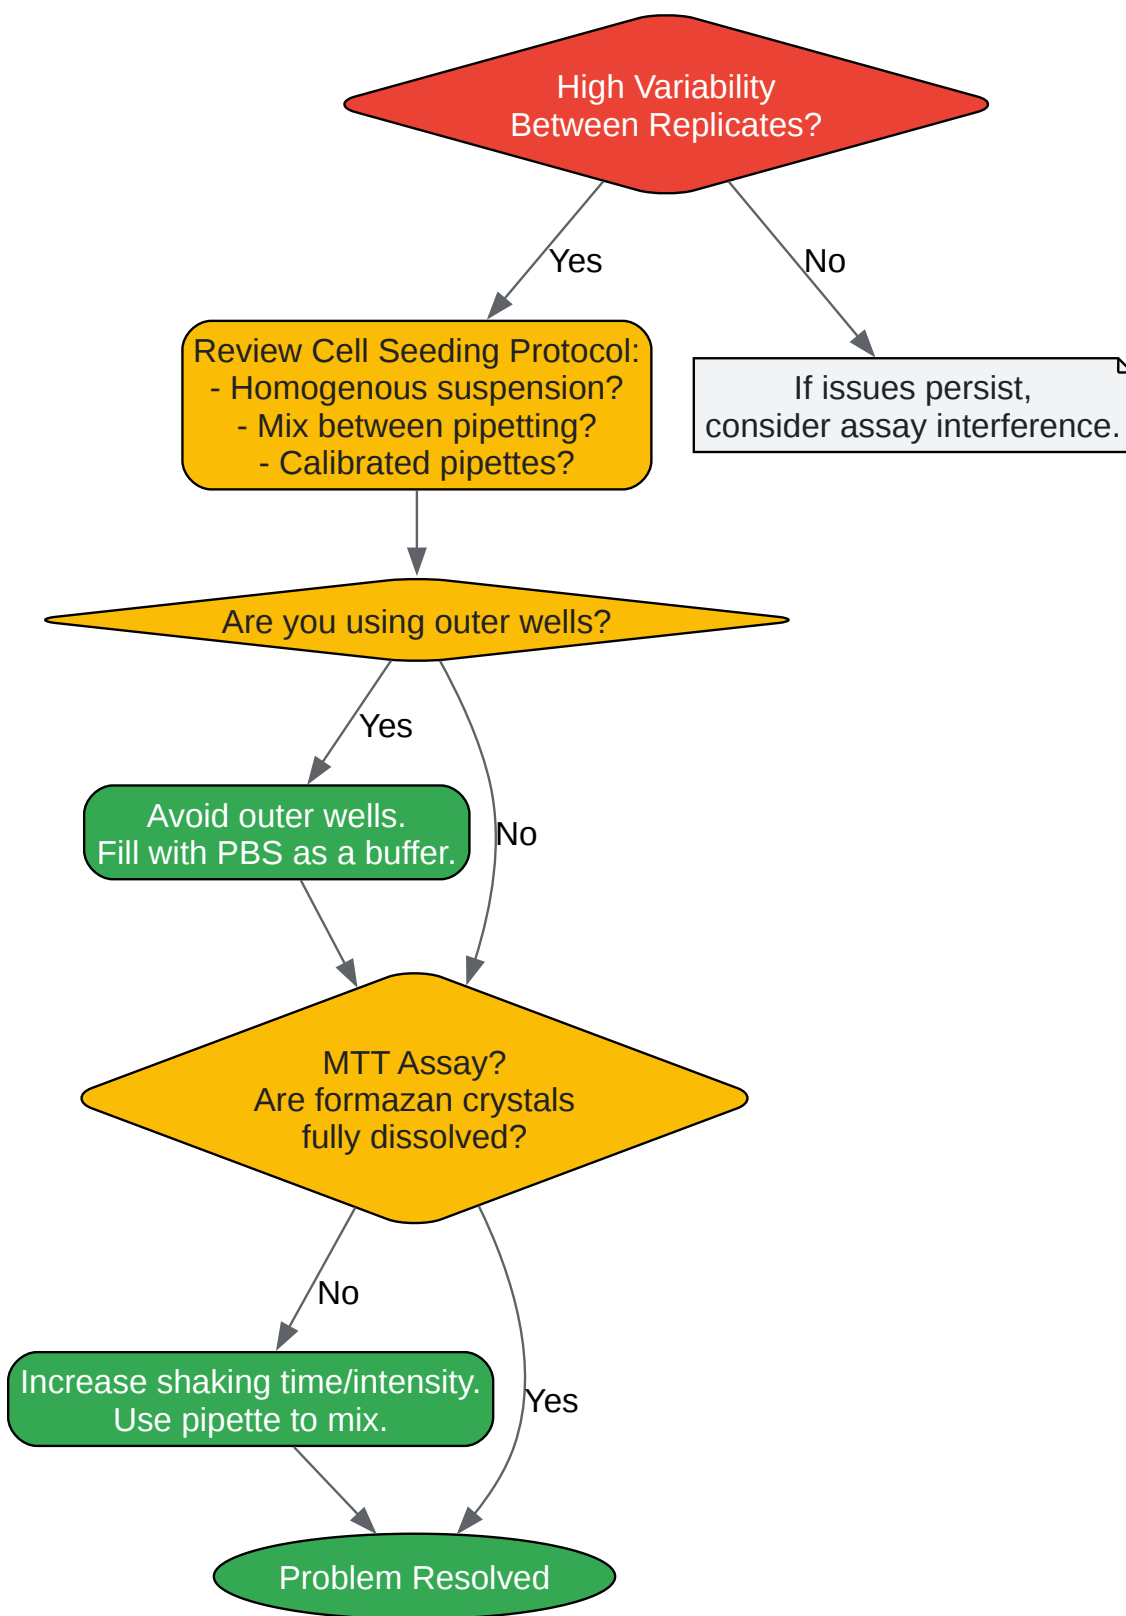 High Variability
Between Replicates?
Yes
No
Review Cell Seeding Protocol:
- Homogenous suspension?
- Mix between pipetting?
- Calibrated pipettes?
If issues persist,
consider assay interference.
Are you using outer wells?
Yes
Avoid outer wells.
Fill with PBS as a buffer.
No
MTT Assay?
Are formazan crystals
fully dissolved?
No
Increase shaking time/intensity.
Use pipette to mix.
Yes
Problem Resolved